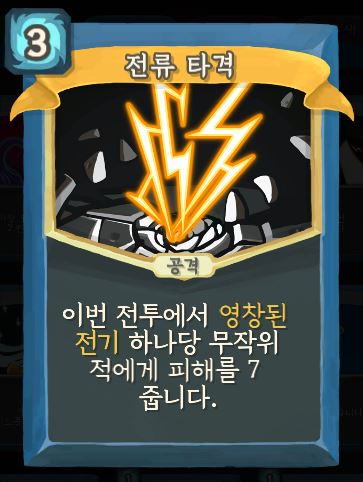 3
전류 타격
공격
이번 전투에서 영창된
전기 하나당 무작위
적에게 피해를 7
줍니다.